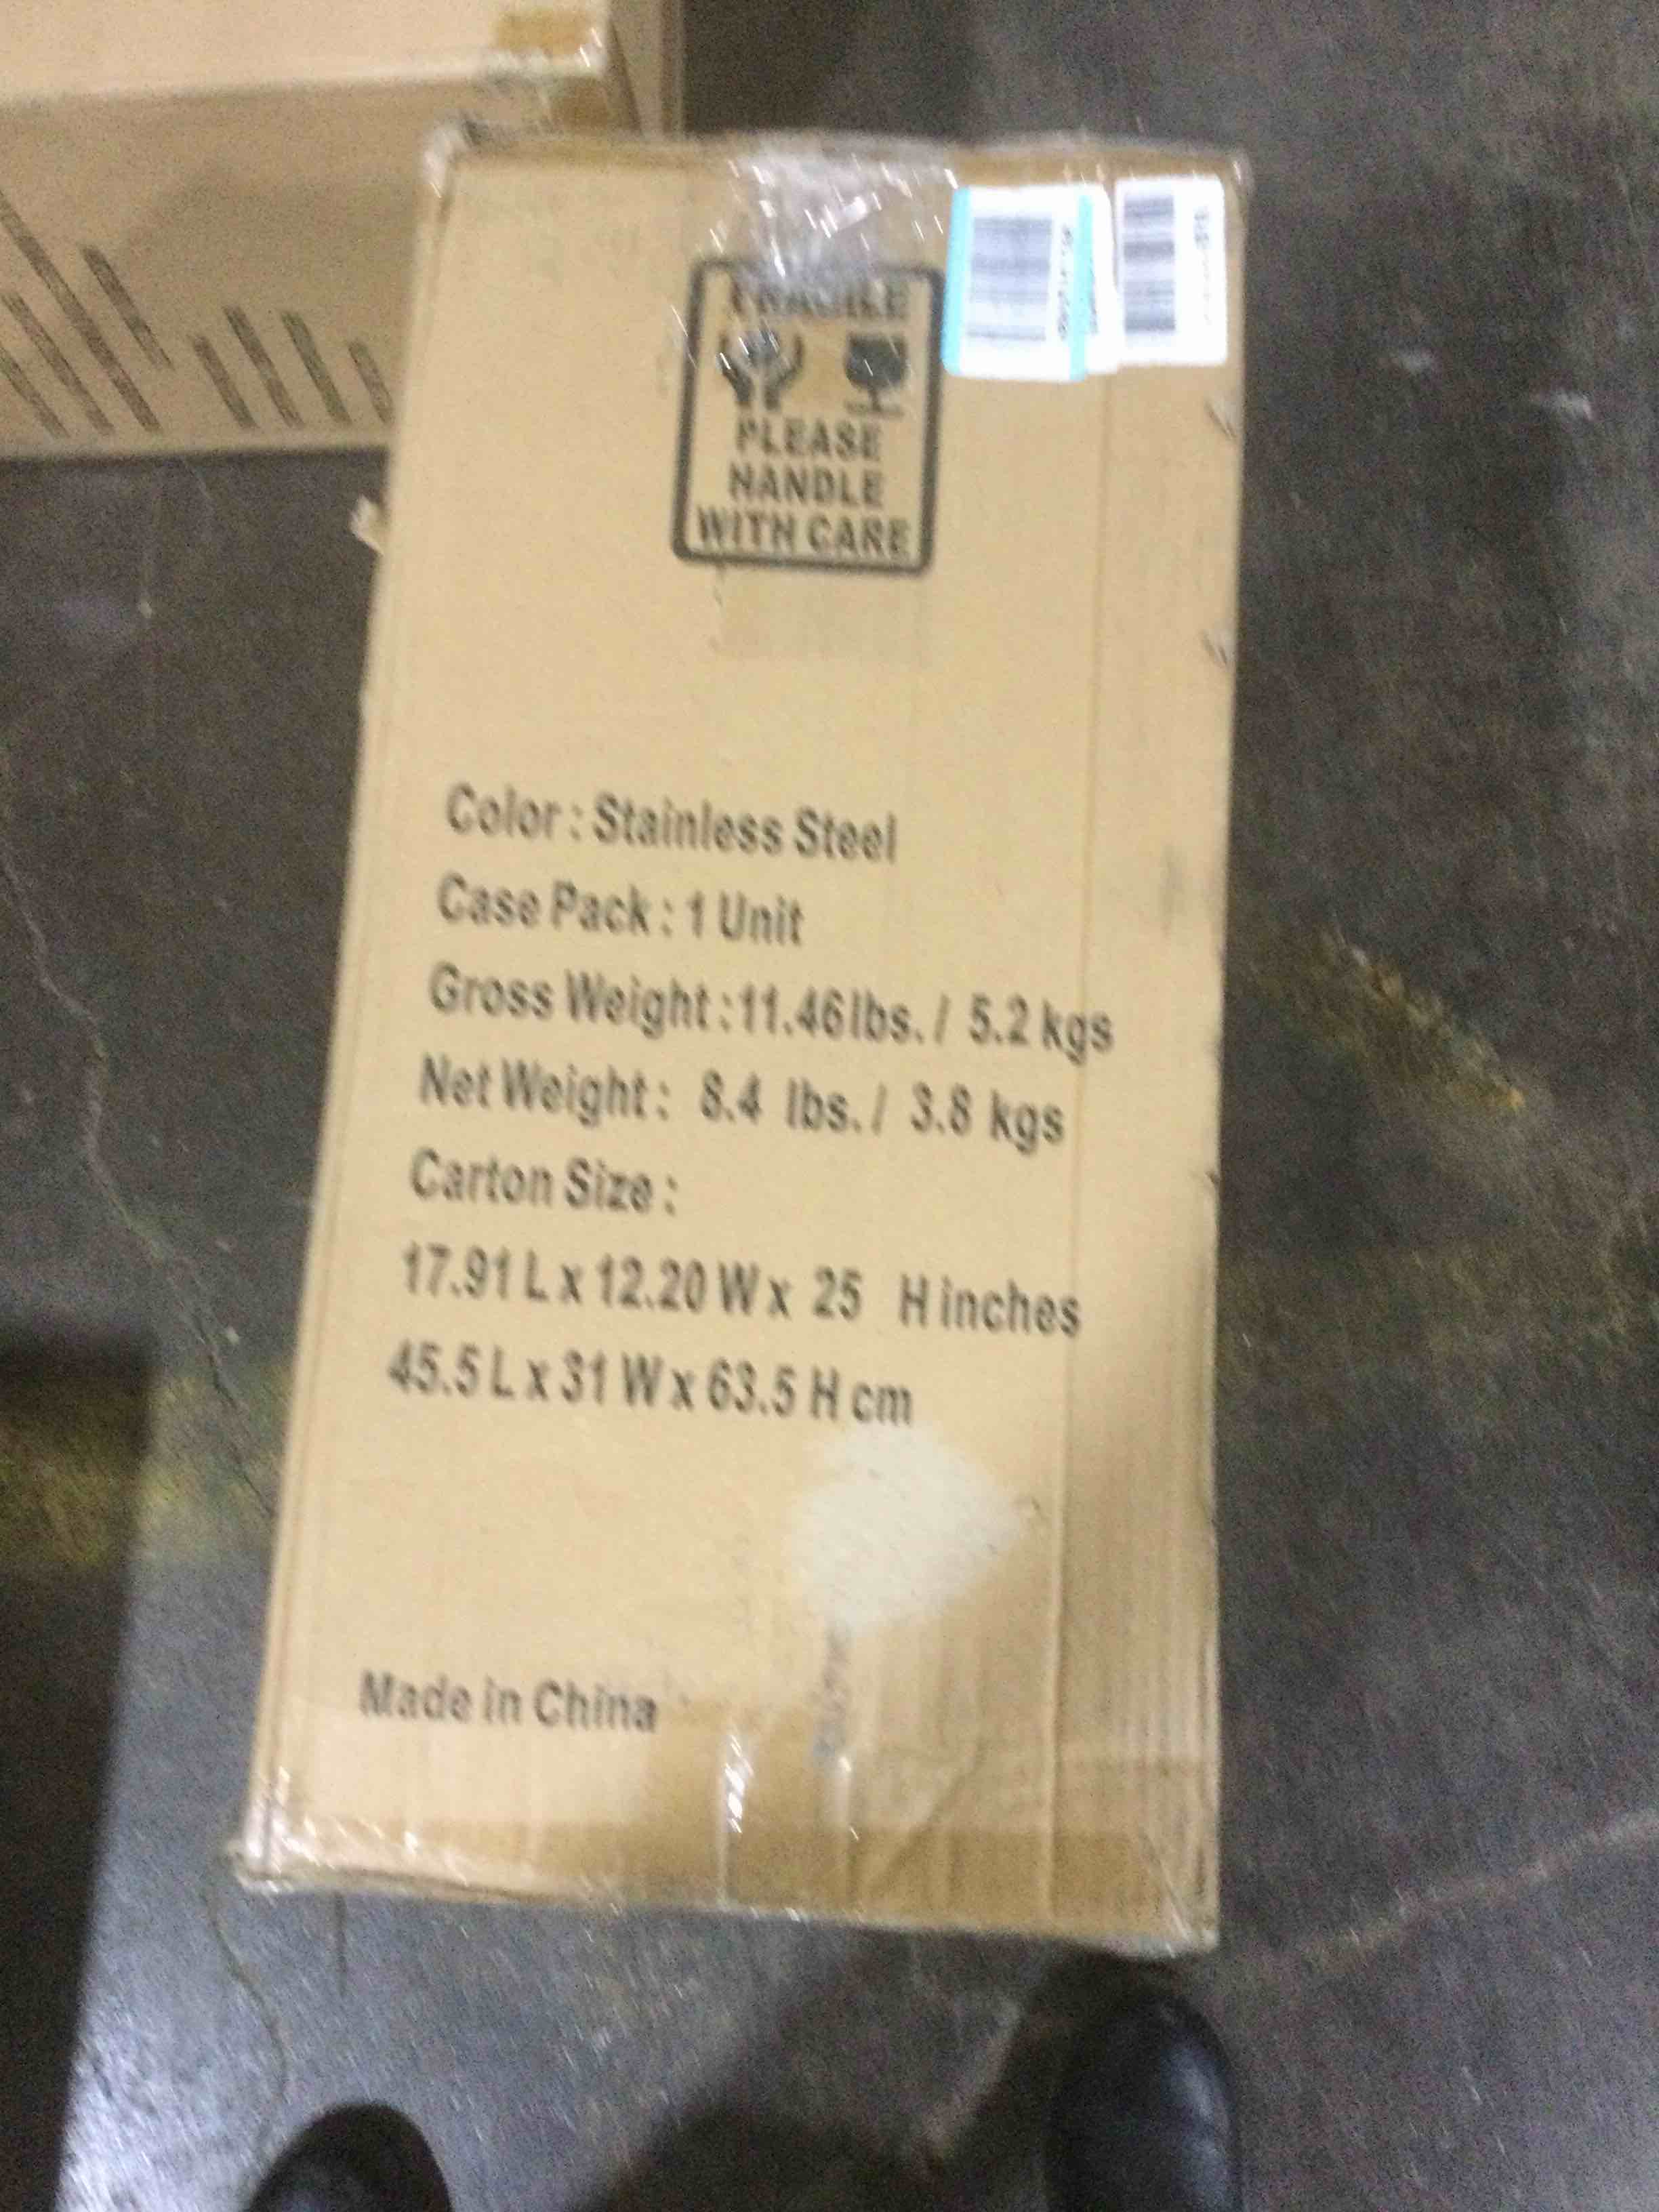 FRAGILE
PLEASE
HANDLE
WITH CARE
Color : Stainless Steel
Case Pack : 1 Unit
Gross Weight :11.46 lbs. / 5.2 kgs
Net Weight : 8.4 lbs. / 3.8 kgs
Carton Size :
17.91 L x 12.20 W x 25 H inches
45.5 L x 31 W x 63.5 H cm
Made in China